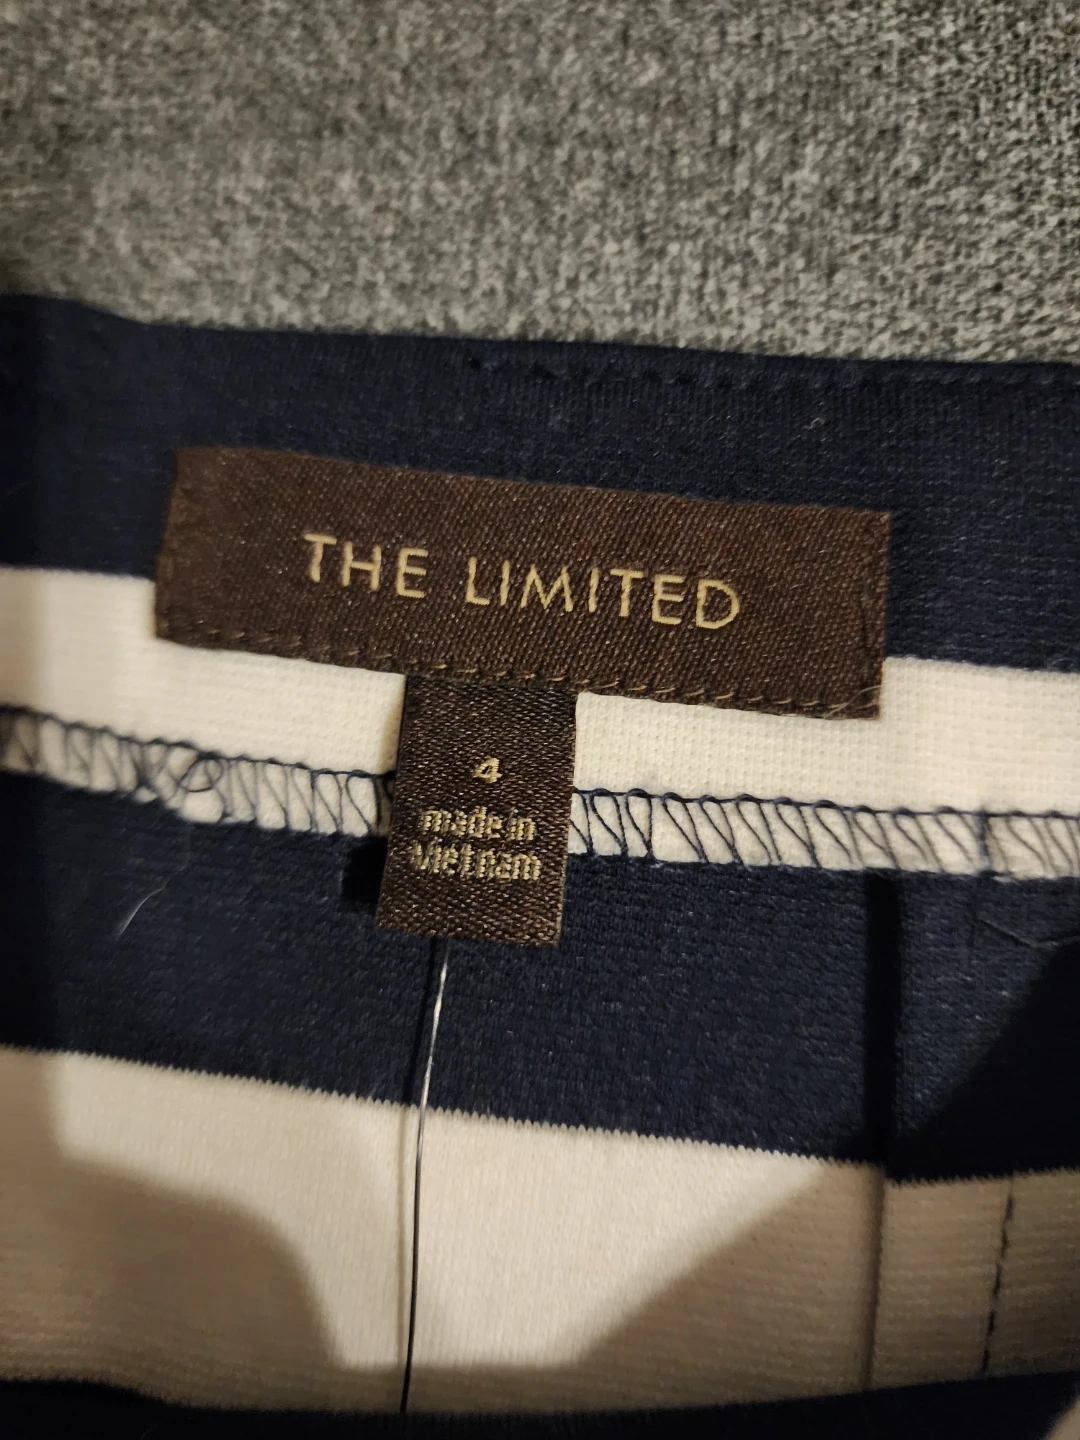 THE LIMITED
4
made in
Vietnam